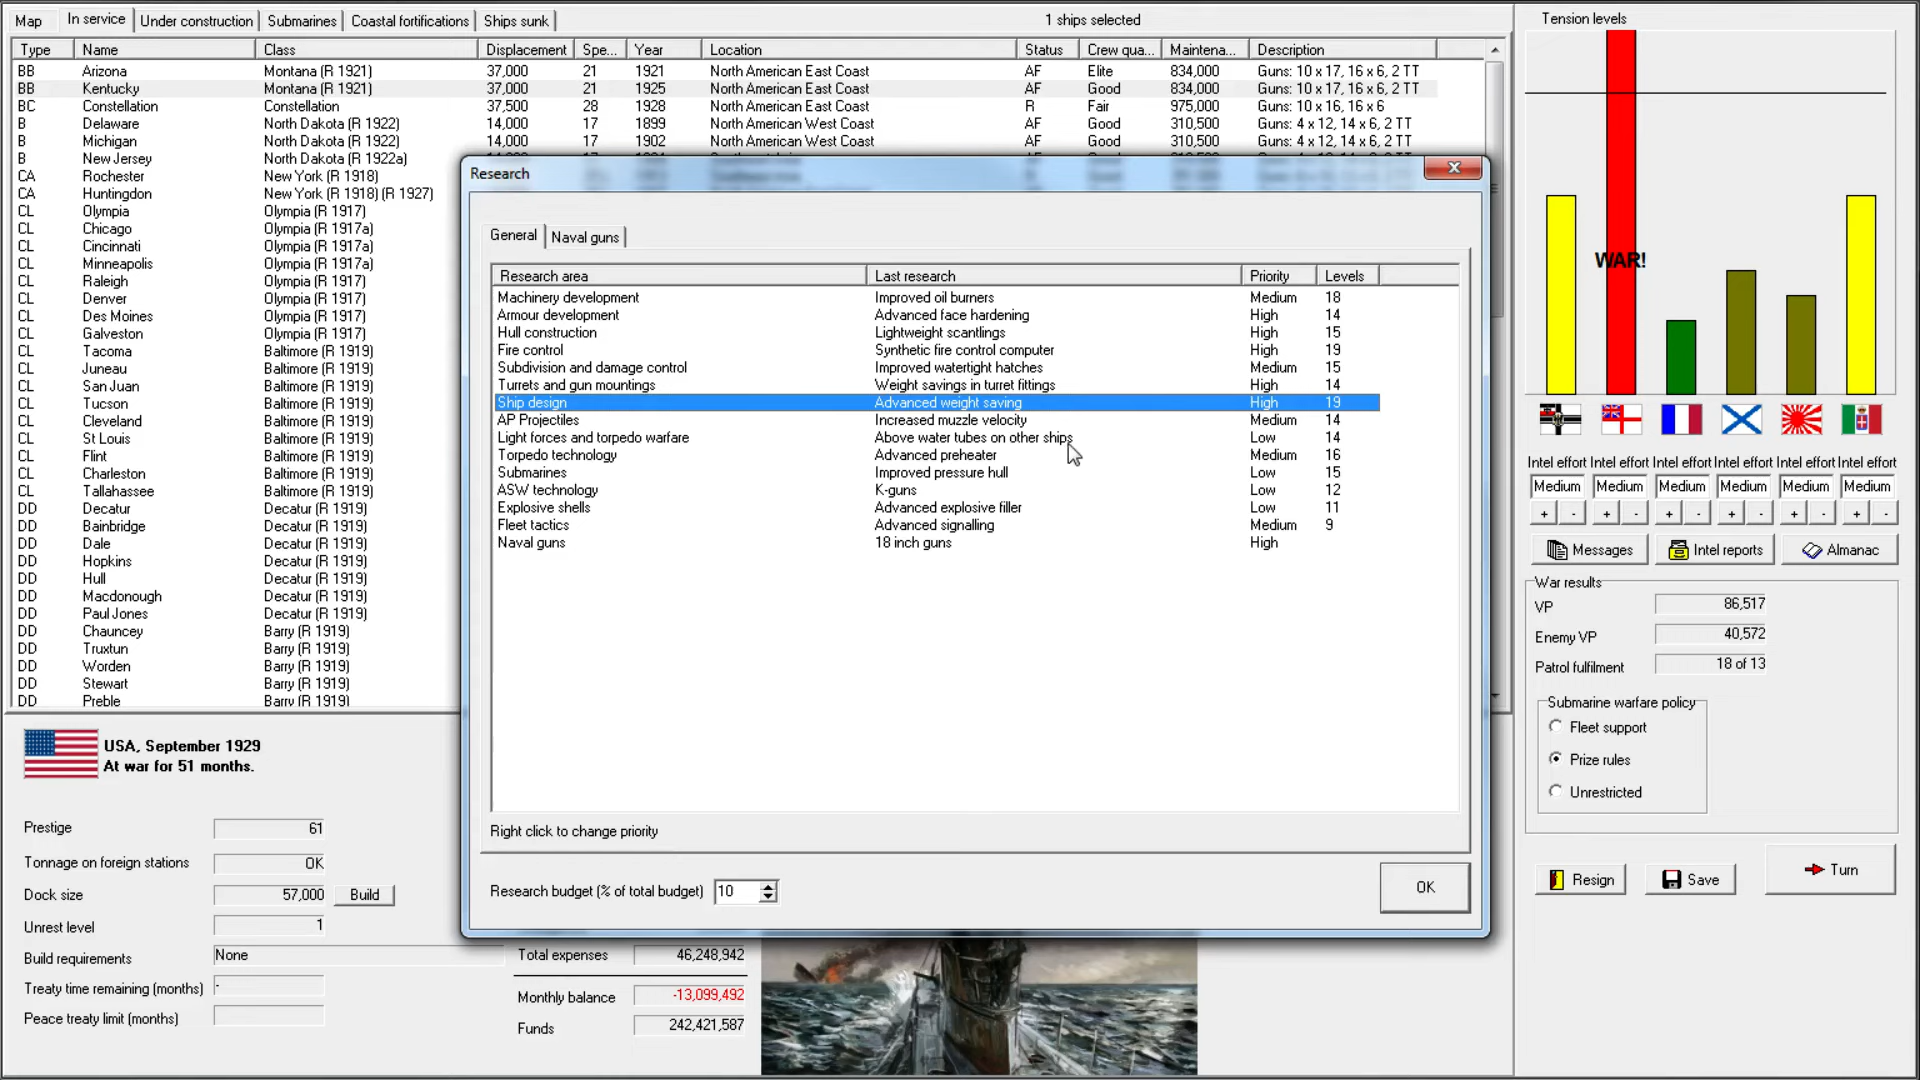 Map In service Under construction Submarines Coastal fortifications Ships sunk 1 ships selected
Type Name Class Displacement Spe... Year Location Status Crew qua... Maintena... Description
BB Arizona Montana (R 1921) 37,000 21 1921 North American East Coast AF Elite 834,000 Guns: 10 x 17, 16 x 6, 2 TT
BB Kentucky Montana (R 1921) 37,000 21 1925 North American East Coast AF Good 834,000 Guns: 10 x 17, 16 x 6, 2 TT
BC Constellation Constellation 37,500 28 1928 North American East Coast R Fair 975,000 Guns: 10 x 16, 16 x 6
B Delaware North Dakota (R 1922) 14,000 17 1899 North American West Coast AF Good 310,500 Guns: 4 x 12, 14 x 6, 2 TT
B Michigan North Dakota (R 1922) 14,000 17 1902 North American West Coast AF Good 310,500 Guns: 4 x 12, 14 x 6, 2 TT
B New Jersey North Dakota (R 1922a)
CA Rochester New York (R 1918)
CA Huntingdon New York (R 1918) (R 1927)
CL Olympia Olympia (R 1917)
CL Chicago Olympia (R 1917a)
CL Cincinnati Olympia (R 1917a)
CL Minneapolis Olympia (R 1917a)
CL Raleigh Olympia (R 1917)
CL Denver Olympia (R 1917)
CL Des Moines Olympia (R 1917)
CL Galveston Olympia (R 1917)
CL Tacoma Baltimore (R 1919)
CL Juneau Baltimore (R 1919)
CL San Juan Baltimore (R 1919)
CL Tucson Baltimore (R 1919)
CL Cleveland Baltimore (R 1919)
CL St Louis Baltimore (R 1919)
CL Flint Baltimore (R 1919)
CL Charleston Baltimore (R 1919)
CL Tallahassee Baltimore (R 1919)
DD Decatur Decatur (R 1919)
DD Bainbridge Decatur (R 1919)
DD Dale Decatur (R 1919)
DD Hopkins Decatur (R 1919)
DD Hull Decatur (R 1919)
DD Macdonough Decatur (R 1919)
DD Paul Jones Decatur (R 1919)
DD Chauncey Barry (R 1919)
DD Truxtun Barry (R 1919)
DD Worden Barry (R 1919)
DD Stewart Barry (R 1919)
DD Preble Barry (R 1919)
Research
General Naval guns
Research area Last research Priority Levels
Machinery development Improved oil burners Medium 18
Armour development Advanced face hardening High 14
Hull construction Lightweight scantlings High 15
Fire control Synthetic fire control computer High 19
Subdivision and damage control Improved watertight hatches Medium 15
Turrets and gun mountings Weight savings in turret fittings High 14
Ship design Advanced weight saving High 19
AP Projectiles Increased muzzle velocity Medium 14
Light forces and torpedo warfare Above water tubes on other ships Low 14
Torpedo technology Advanced preheater Medium 16
Submarines Improved pressure hull Low 15
ASW technology K-guns Low 12
Explosive shells Advanced explosive filler Low 11
Fleet tactics Advanced signalling Medium 9
Naval guns 18 inch guns High
Right click to change priority
Research budget (% of total budget) 10
OK
Tension levels
WAR!
Intel effort Intel effort Intel effort Intel effort Intel effort Intel effort
Medium Medium Medium Medium Medium Medium
+ - + - + - + - + - + -
Messages Intel reports Almanac
War results
VP 86,517
Enemy VP 40,572
Patrol fulfilment 18 of 13
Submarine warfare policy
Fleet support
Prize rules
Unrestricted
Resign Save Turn
USA, September 1929
At war for 51 months.
Prestige 61
Tonnage on foreign stations OK
Dock size 57,000 Build
Unrest level 1
Build requirements None
Treaty time remaining (months) -
Peace treaty limit (months)
Total expenses 46,248,942
Monthly balance -13,099,492
Funds 242,421,587